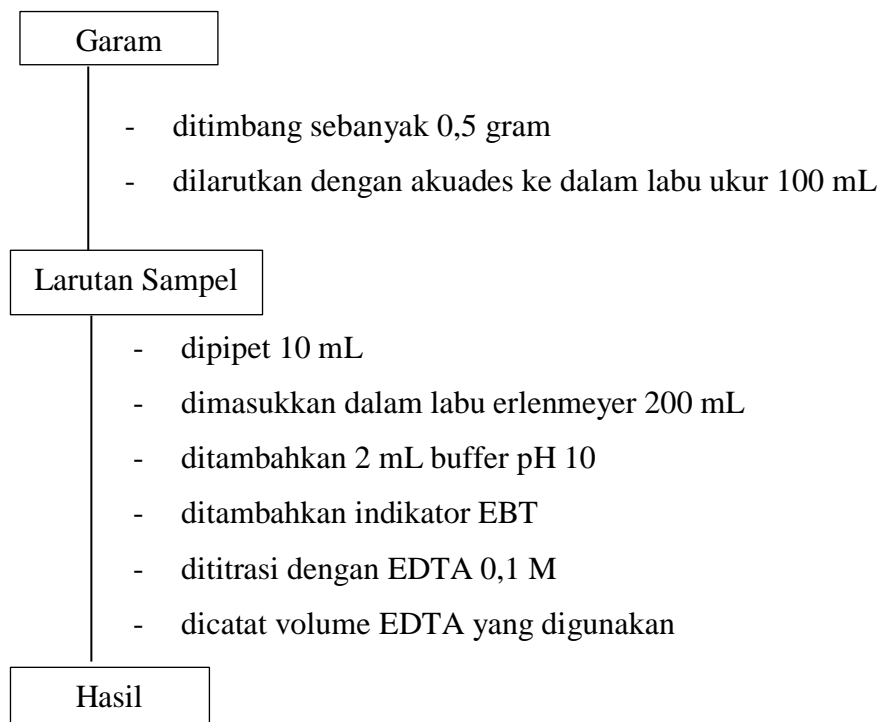 Garam
- ditimbang sebanyak 0,5 gram
- dilarutkan dengan akuades ke dalam labu ukur 100 mL
Larutan Sampel
- dipipet 10 mL
- dimasukkan dalam labu erlenmeyer 200 mL
- ditambahkan 2 mL buffer pH 10
- ditambahkan indikator EBT
- dititrasi dengan EDTA 0,1 M
- dicatat volume EDTA yang digunakan
Hasil